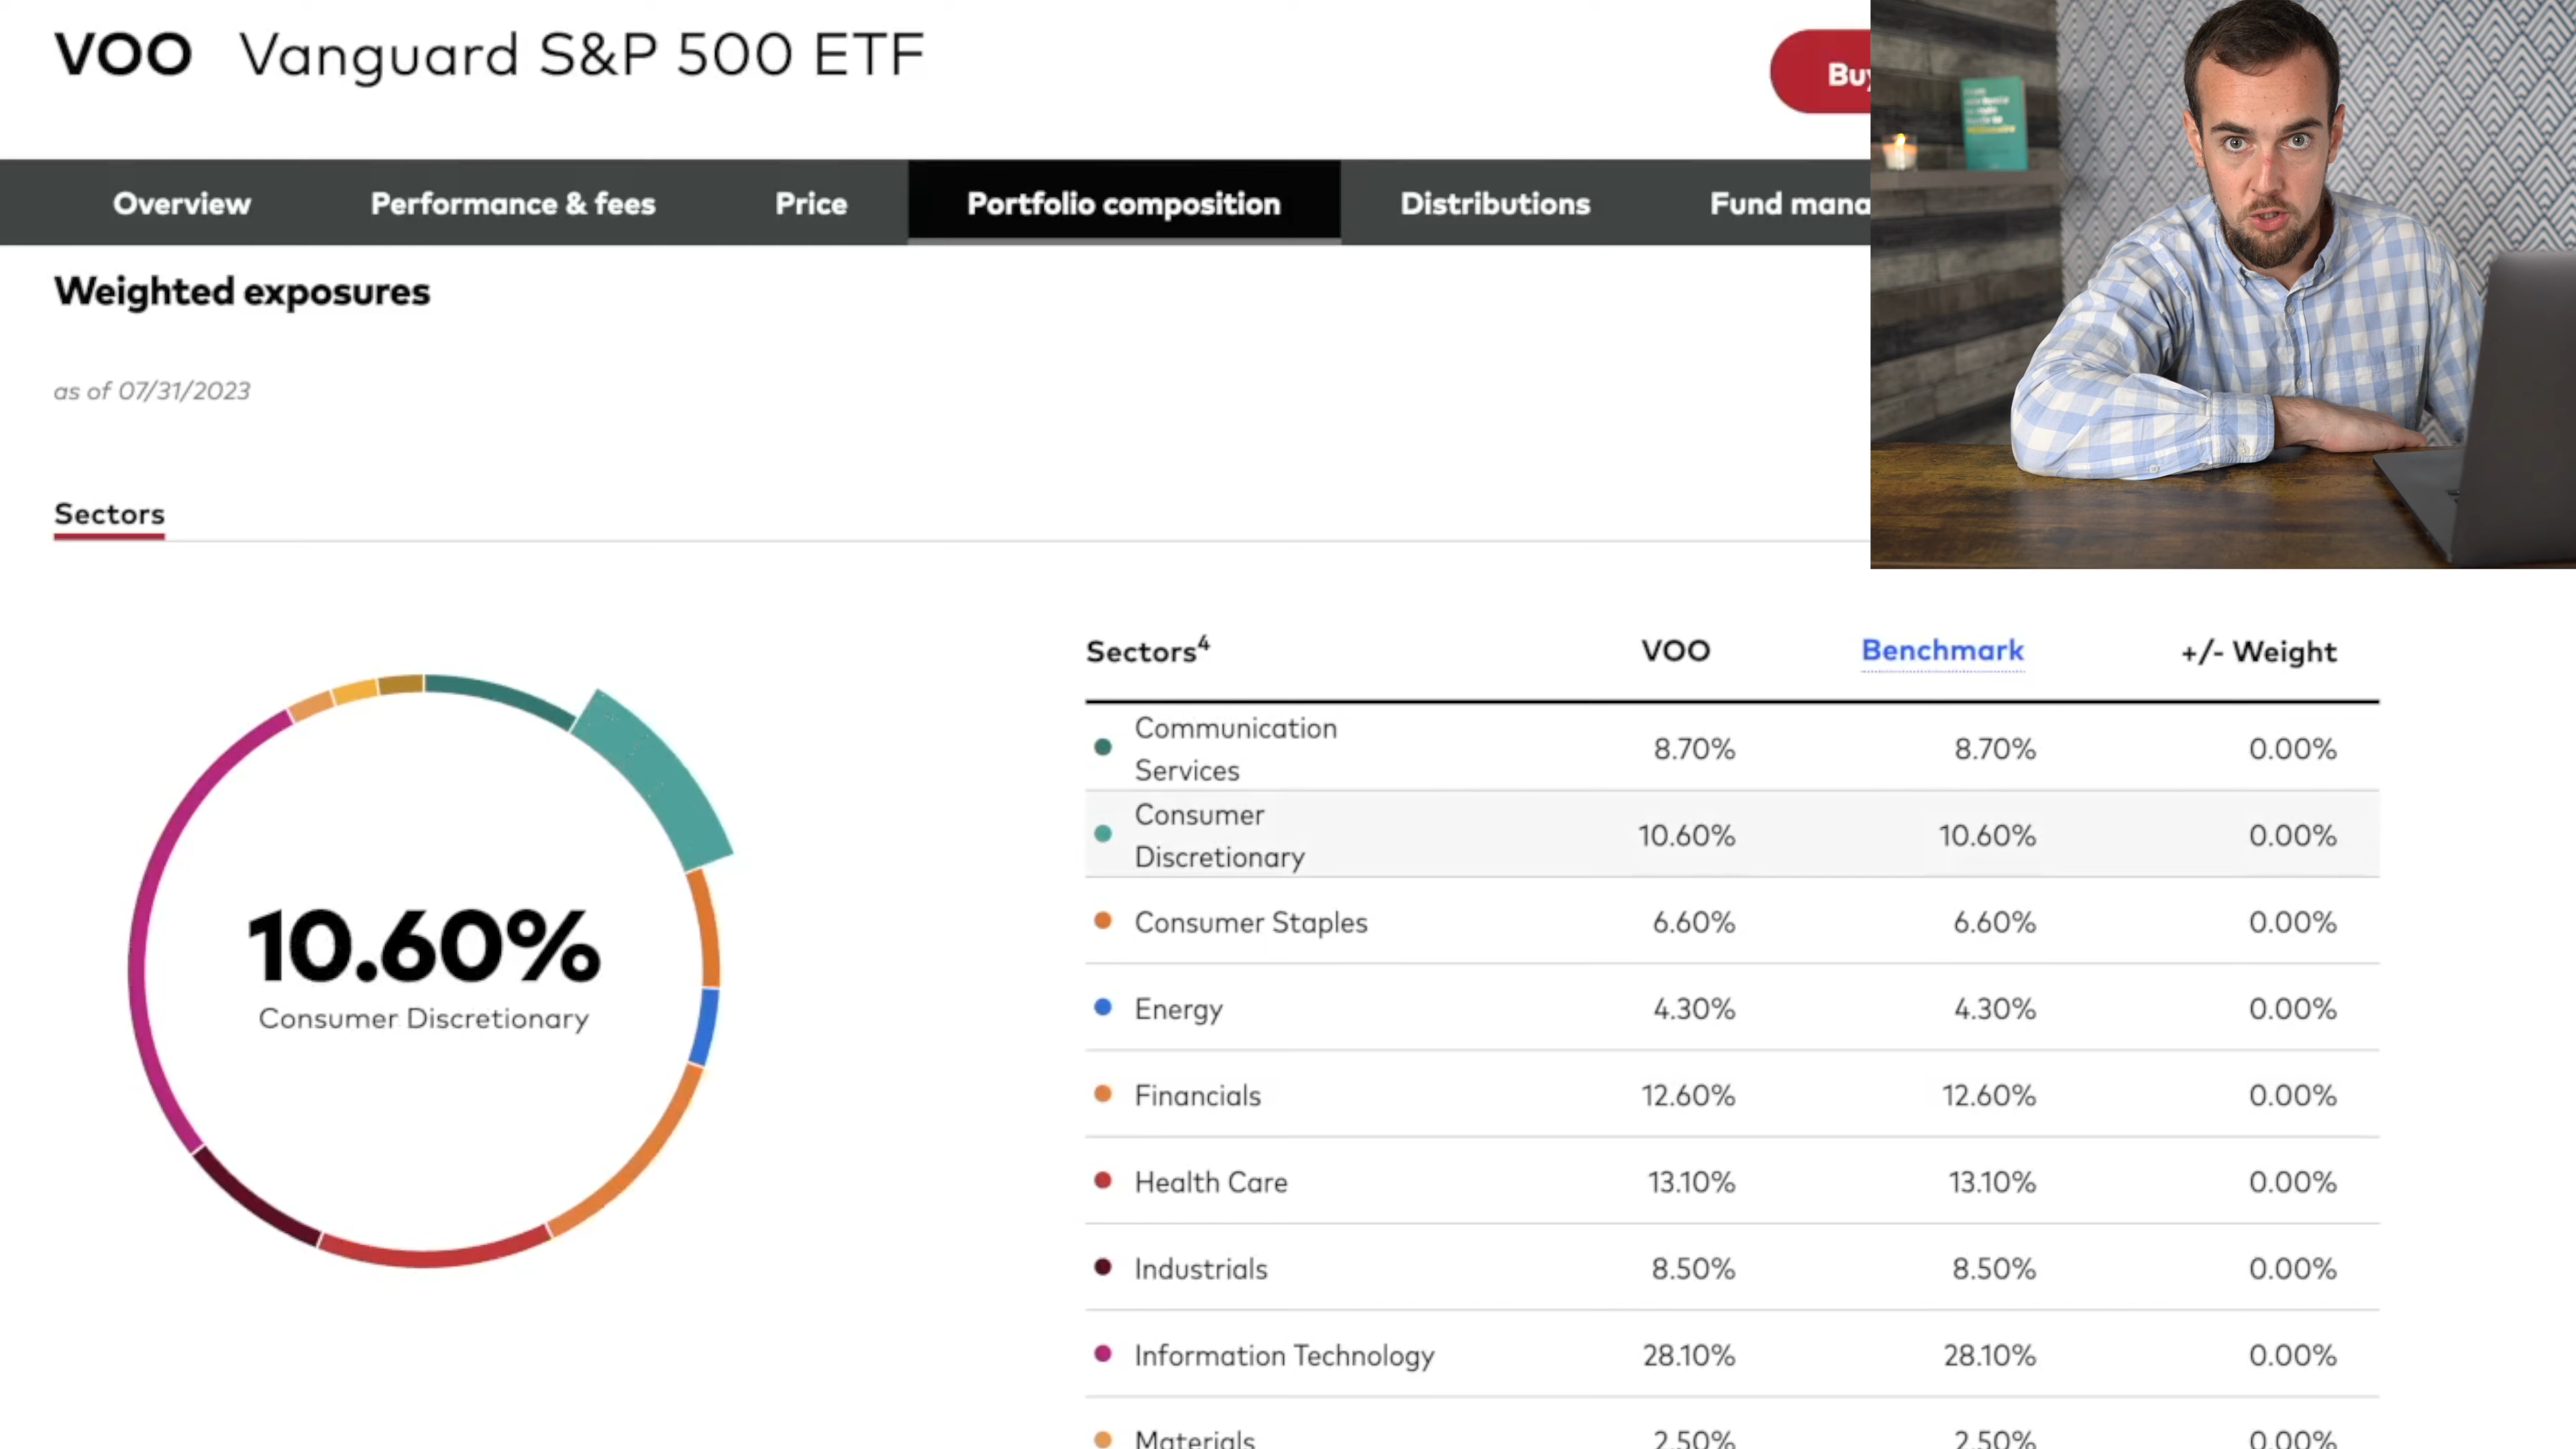 VOO Vanguard S&P 500 ETF
Buy
Overview Performance & fees Price Portfolio composition Distributions Fund mana
Weighted exposures
as of 07/31/2023
Sectors
Sectors4 VOO Benchmark +/- Weight
Communication
Services 8.70% 8.70% 0.00%
Consumer
Discretionary 10.60% 10.60% 0.00%
Consumer Staples 6.60% 6.60% 0.00%
Energy 4.30% 4.30% 0.00%
Financials 12.60% 12.60% 0.00%
Health Care 13.10% 13.10% 0.00%
Industrials 8.50% 8.50% 0.00%
Information Technology 28.10% 28.10% 0.00%
Materials 2.50% 2.50% 0.00%
10.60%
Consumer Discretionary